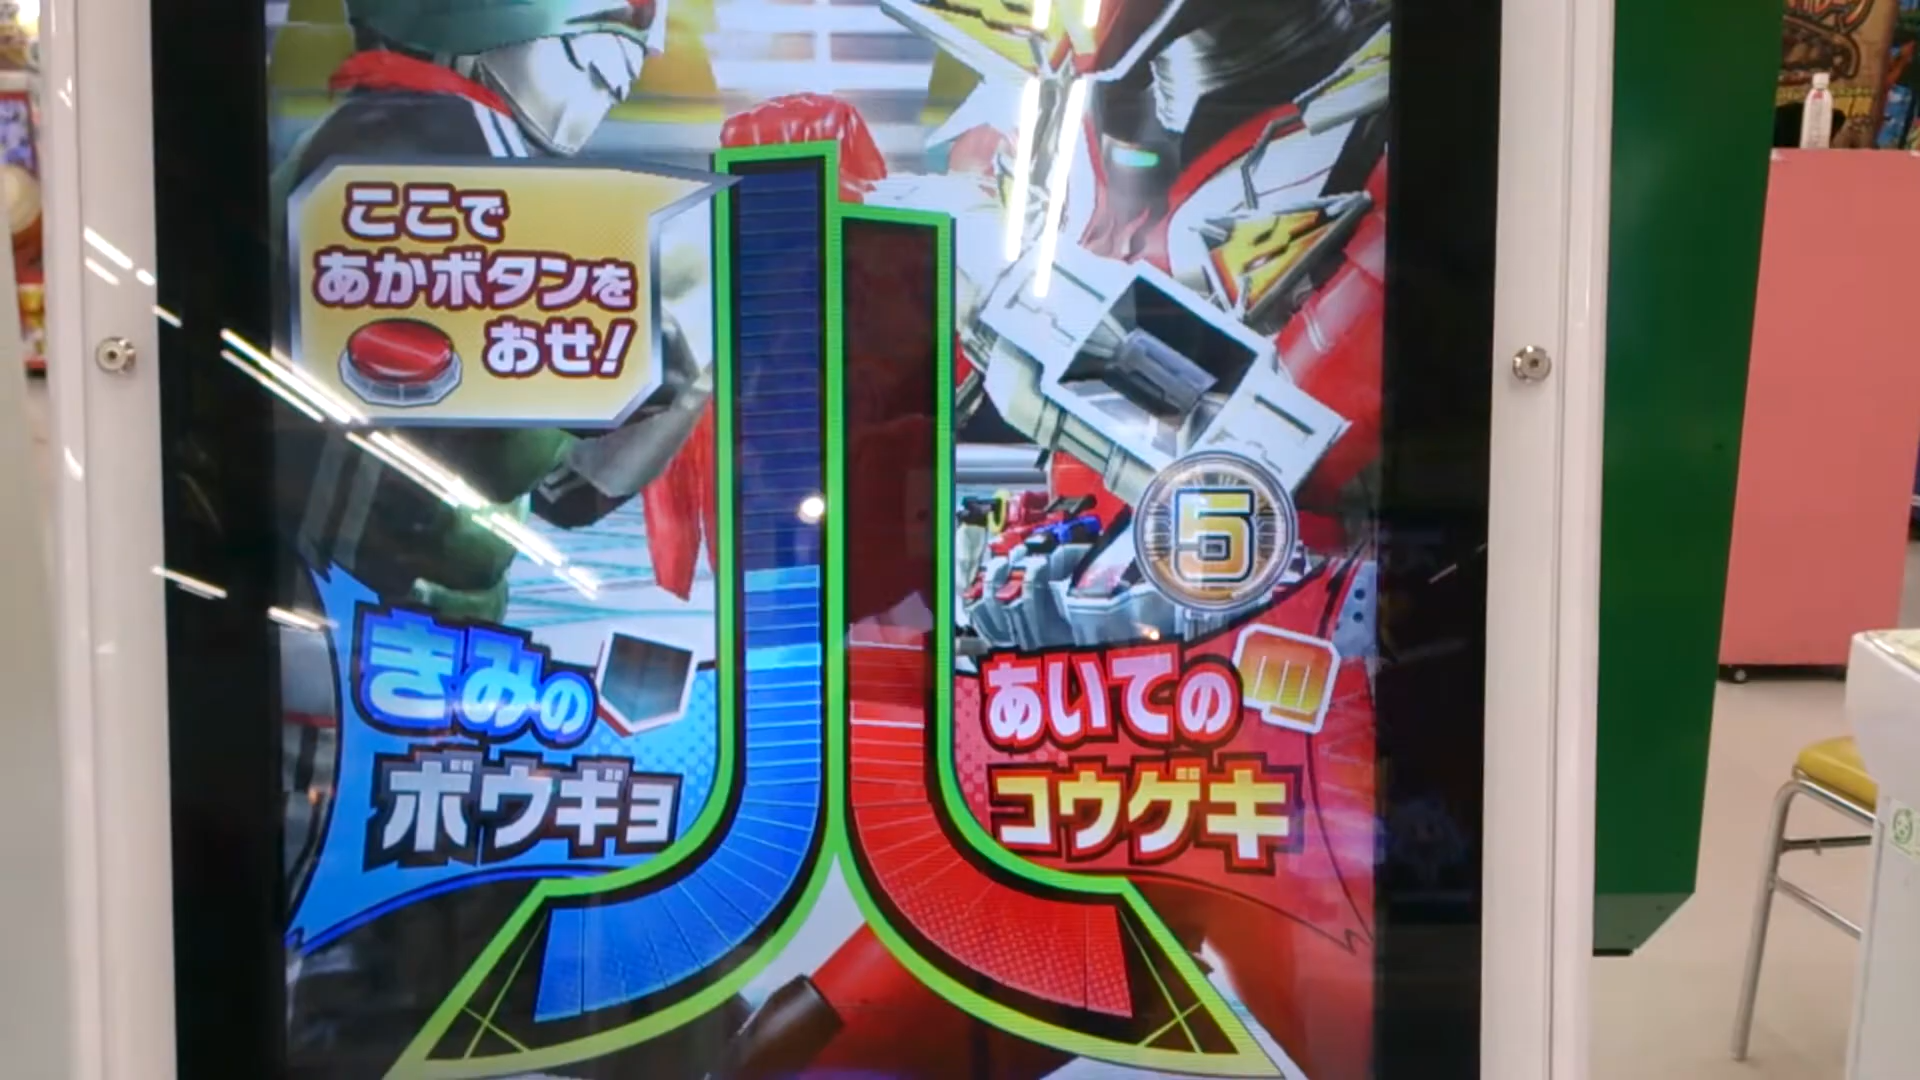 ここで
あかボタンを
おせ!
5
きみの
ボウギョ
あいての
コウゲキ